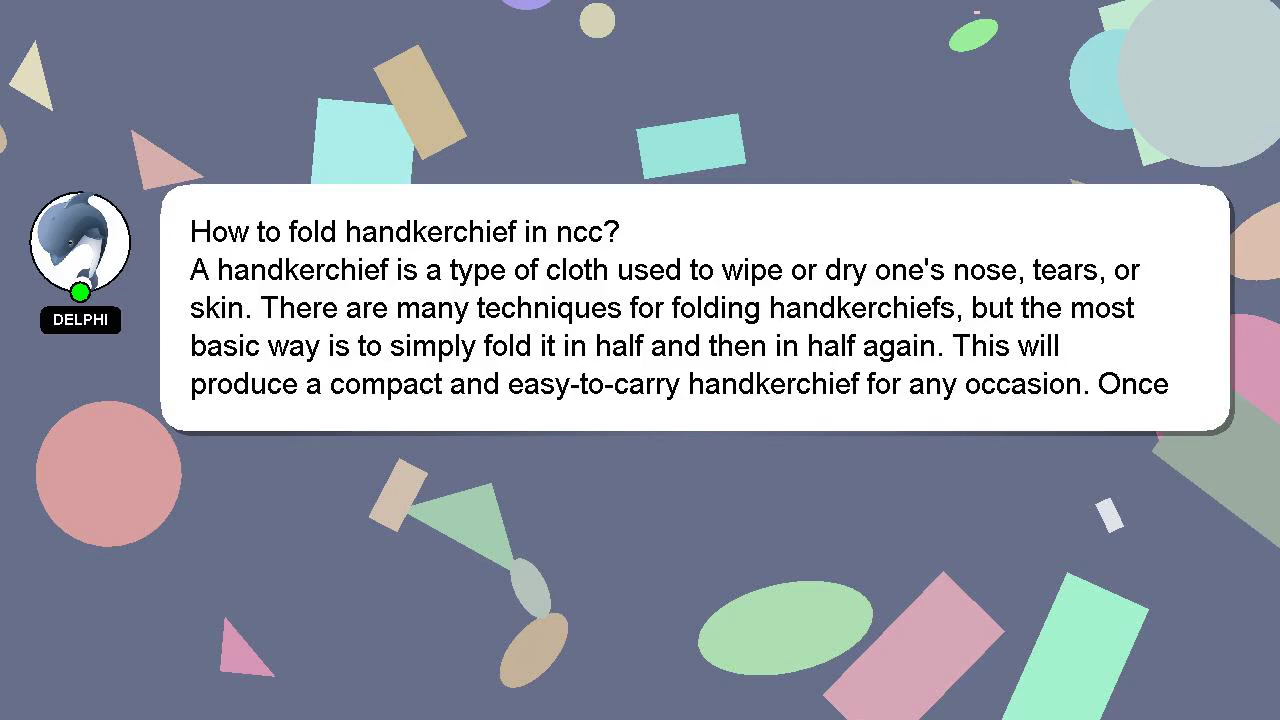 How to fold handkerchief in ncc?
A handkerchief is a type of cloth used to wipe or dry one's nose, tears, or
skin. There are many techniques for folding handkerchiefs, but the most
basic way is to simply fold it in half and then in half again. This will
produce a compact and easy-to-carry handkerchief for any occasion. Once
DELPHI